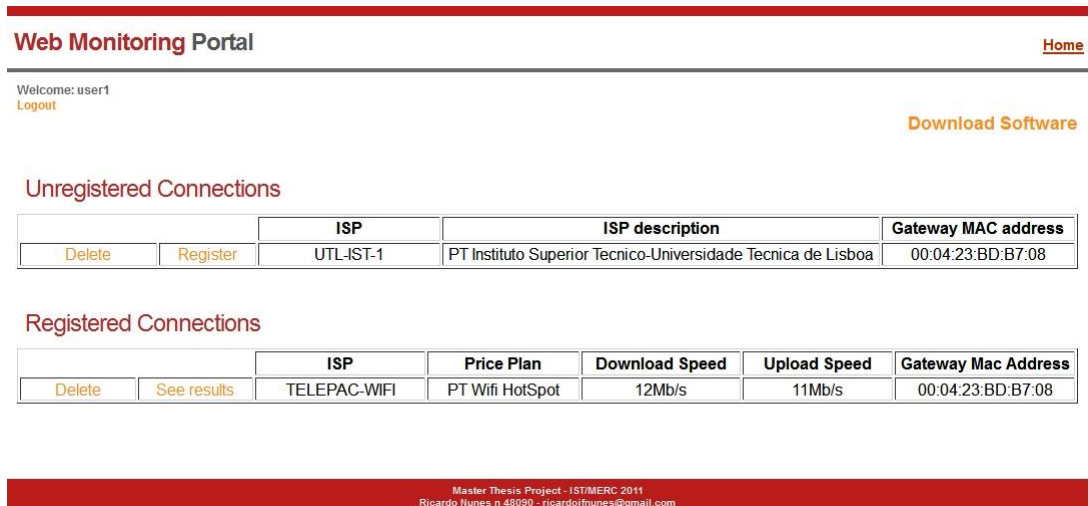 Web Monitoring Portal
Home
Welcome: user1
Logout
Download Software
Unregistered Connections
ISP ISP description Gateway MAC address
Delete Register UTL-IST-1 PT Instituto Superior Tecnico-Universidade Tecnica de Lisboa 00:04:23:BD:B7:08
Registered Connections
ISP Price Plan Download Speed Upload Speed Gateway Mac Address
Delete See results TELEPAC-WIFI PT Wifi HotSpot 12Mb/s 11Mb/s 00:04:23:BD:B7:08
Master Thesis Project - IST/MERC 2011
Ricardo Nunes n 48090 - ricardojfnunes@gmail.com